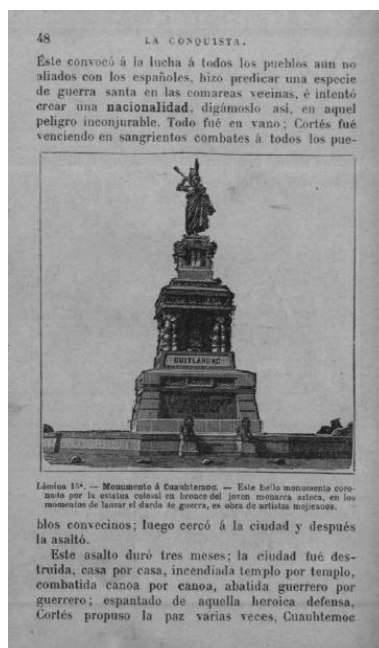 48
LA CONQUISTA.
Éste convocó á la lucha á todos los pueblos aun no
aliados con los españoles, hizo predicar una especie
de guerra santa en las comarcas vecinas, é intentó
crear una nacionalidad, digámoslo así, en aquel
peligro inconjurable. Todo fué en vano; Cortés fué
venciendo en sangrientos combates á todos los pue-
CUITLAHUAC
Lámina 15ª. — Monumento á Cuauhtemoc. — Este bello monumento coro-
nado por la estatua colosal en bronce del joven monarca azteca, en los
momentos de lanzar el dardo de guerra, es obra de artistas mejicanos.
blos convecinos; luego cercó á la ciudad y después
la asaltó.
Este asalto duró tres meses; la ciudad fué des-
truida, casa por casa, incendiada templo por templo,
combatida canoa por canoa, abatida guerrero por
guerrero; espantado de aquella heroica defensa,
Cortés propuso la paz varias veces, Cuauhtemoc